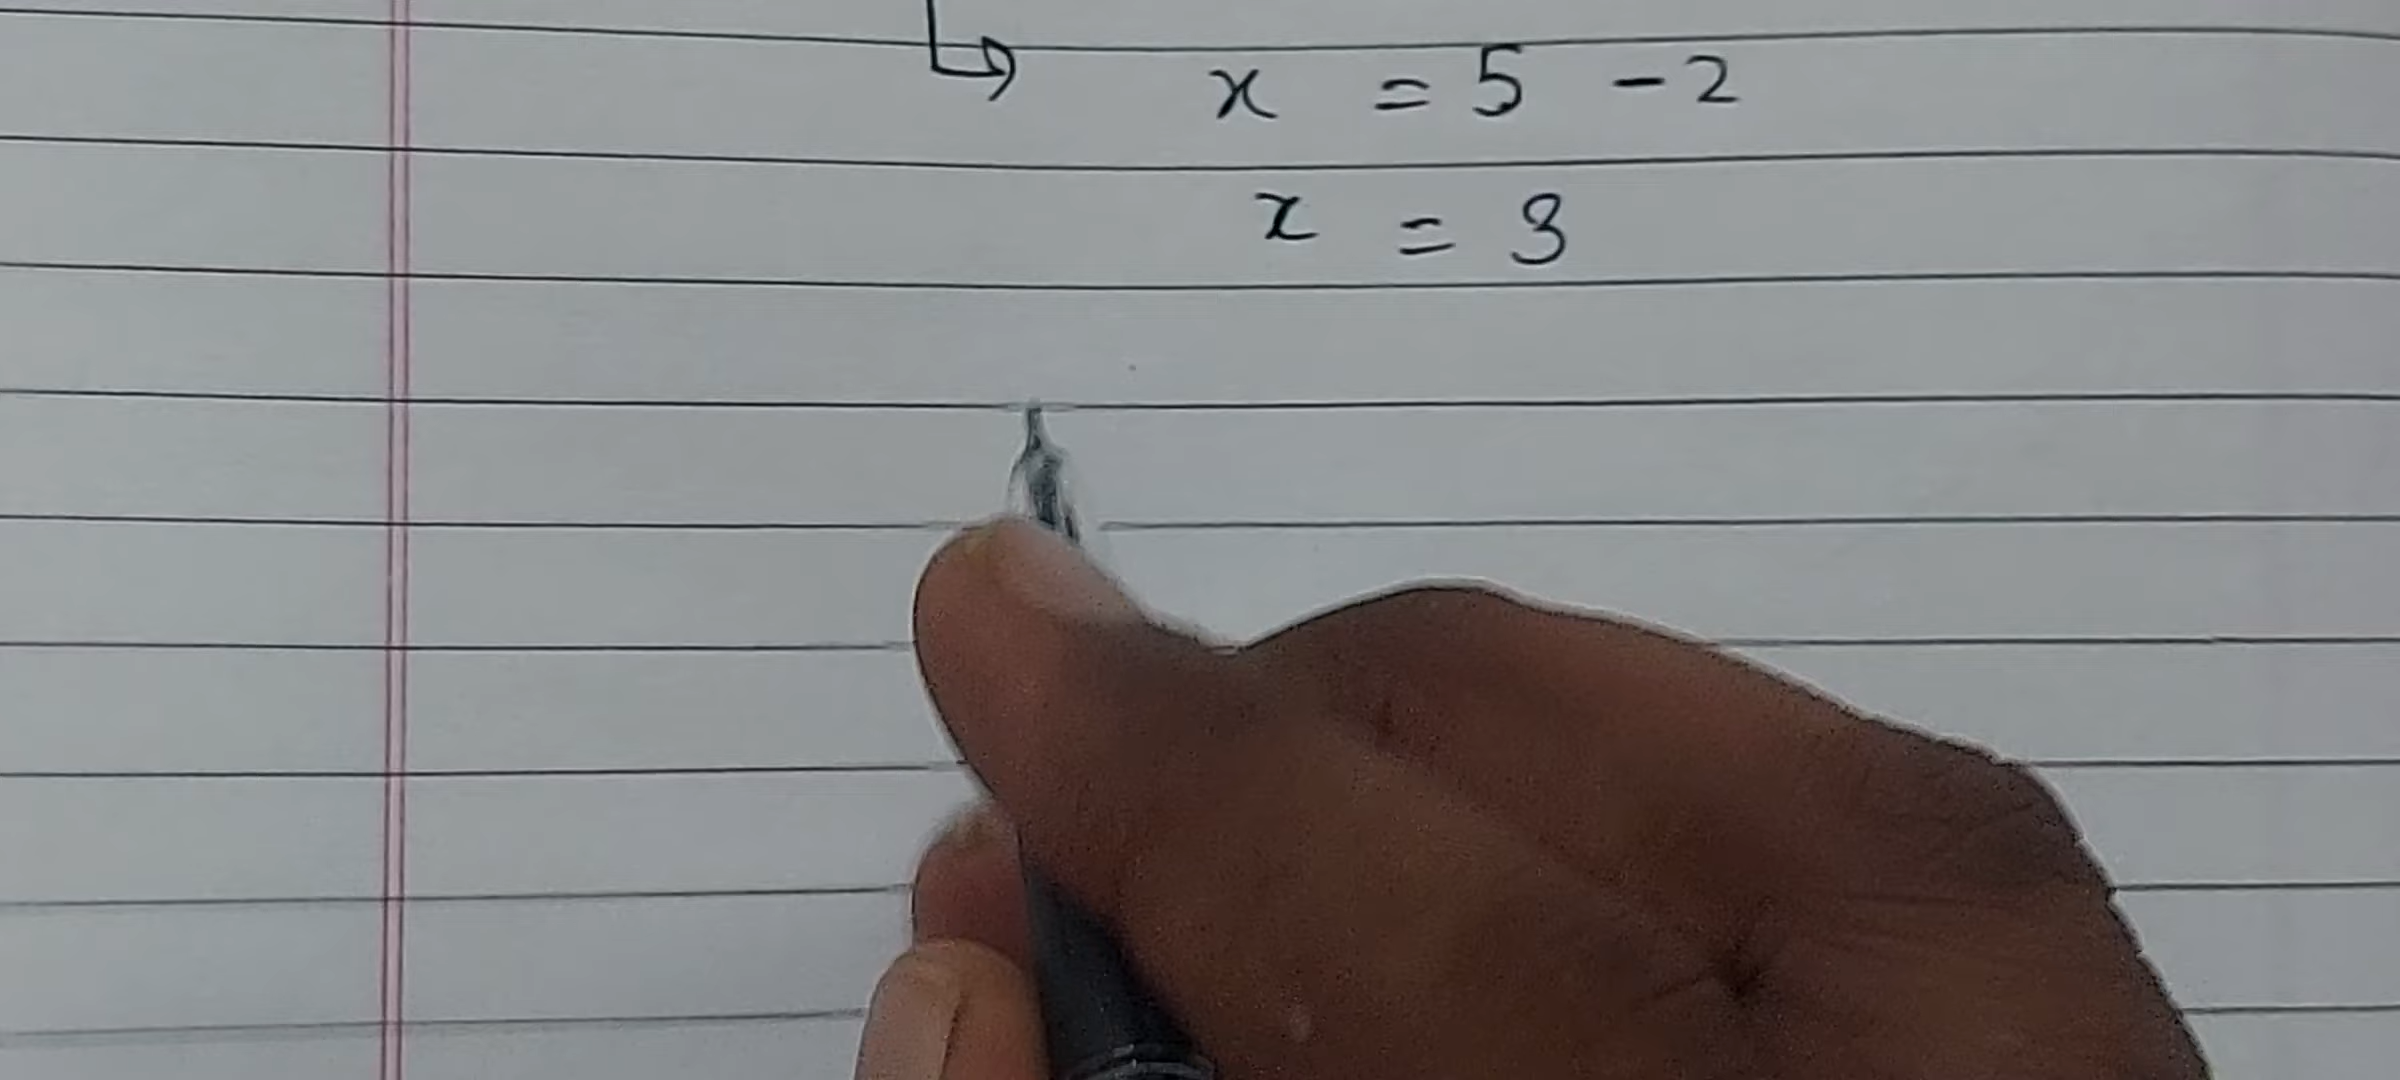 x = 5 - 2
x = 3